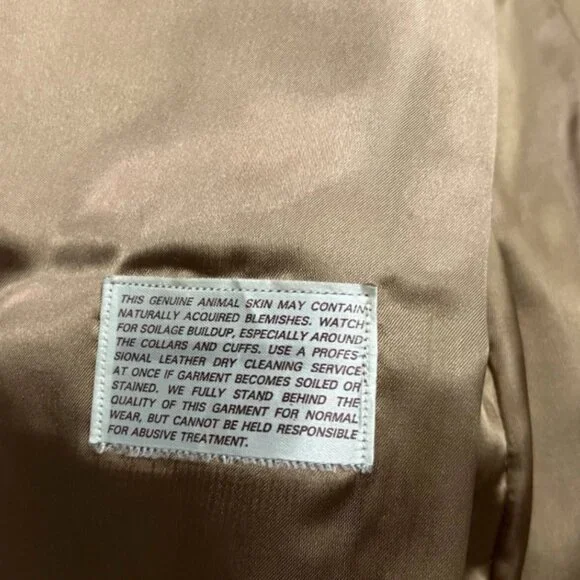 THIS GENUINE ANIMAL SKIN MAY CONTAIN
NATURALLY ACQUIRED BLEMISHES. WATCH
FOR SOILAGE BUILDUP, ESPECIALLY AROUND
THE COLLARS AND CUFFS. USE A PROFES-
SIONAL LEATHER DRY CLEANING SERVICE
AT ONCE IF GARMENT BECOMES SOILED OR
STAINED. WE FULLY STAND BEHIND THE
QUALITY OF THIS GARMENT FOR NORMAL
WEAR, BUT CANNOT BE HELD RESPONSIBLE
FOR ABUSIVE TREATMENT.